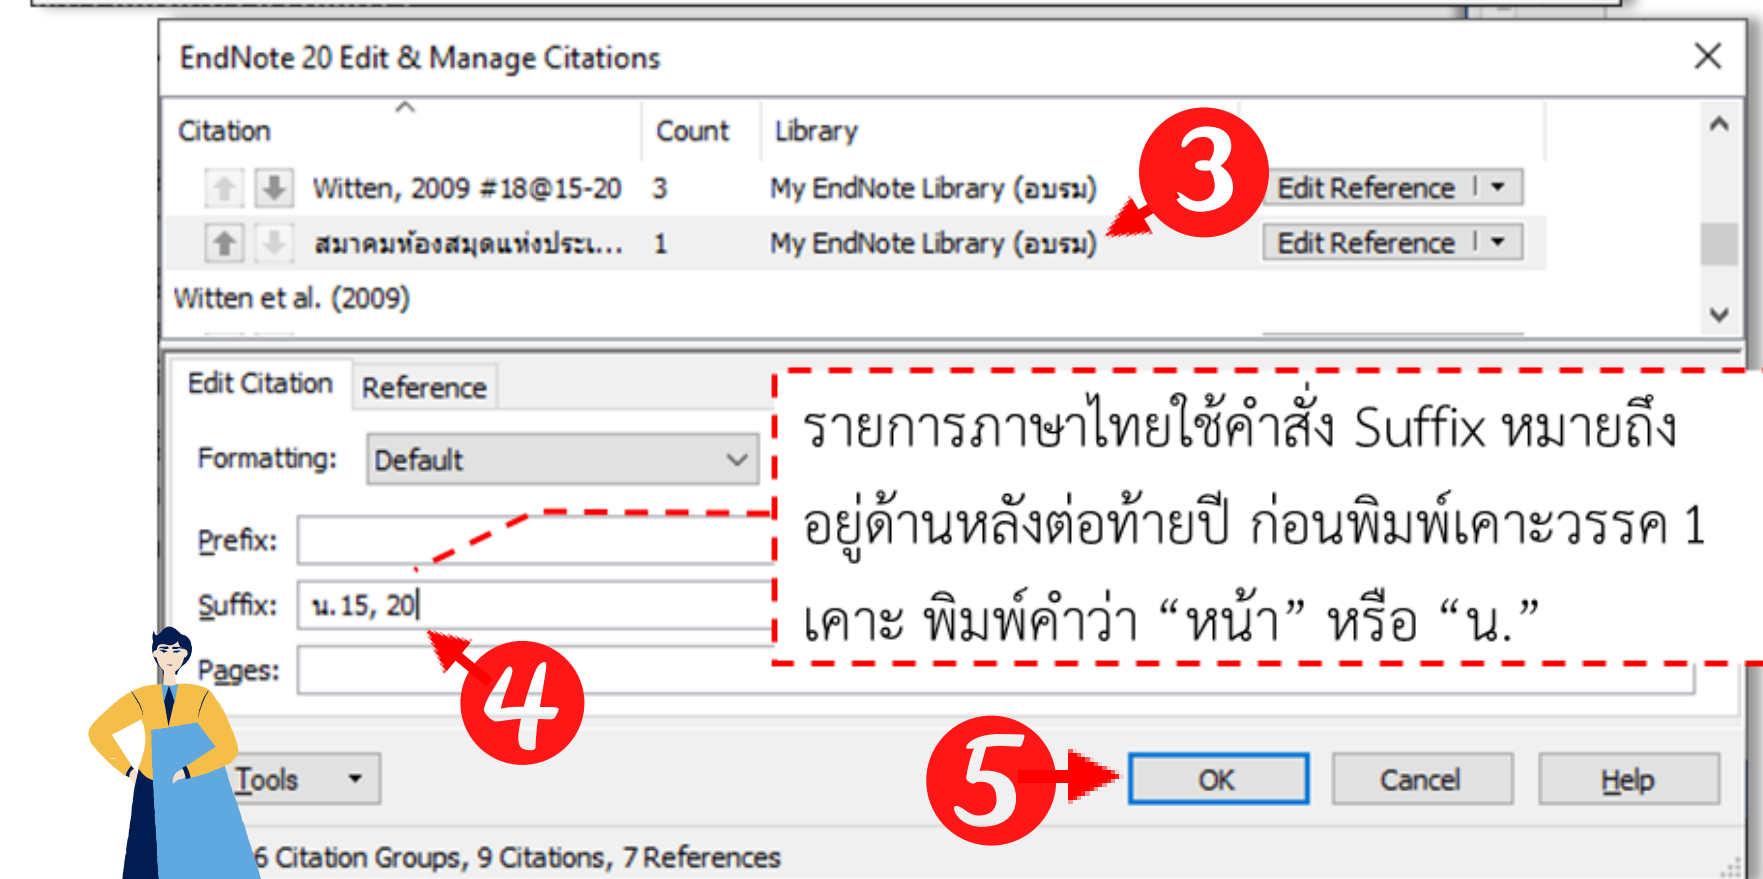 EndNote 20 Edit & Manage Citations
Citation Count Library
Witten, 2009 #18@15-20 3 My EndNote Library (อบรม) Edit Reference
3
สมาคมห้องสมุดแห่งประเ... 1 My EndNote Library (อบรม) Edit Reference
Witten et al. (2009)
Edit Citation Reference
รายการภาษาไทยใช้คำสั่ง Suffix หมายถึง
อยู่ด้านหลังต่อท้ายปี ก่อนพิมพ์เคาะวรรค 1
เคาะ พิมพ์คำว่า “หน้า” หรือ “น.”
Formatting: Default
Prefix:
Suffix: น.15, 20
Pages:
4
5
Tools OK Cancel Help
6 Citation Groups, 9 Citations, 7 References